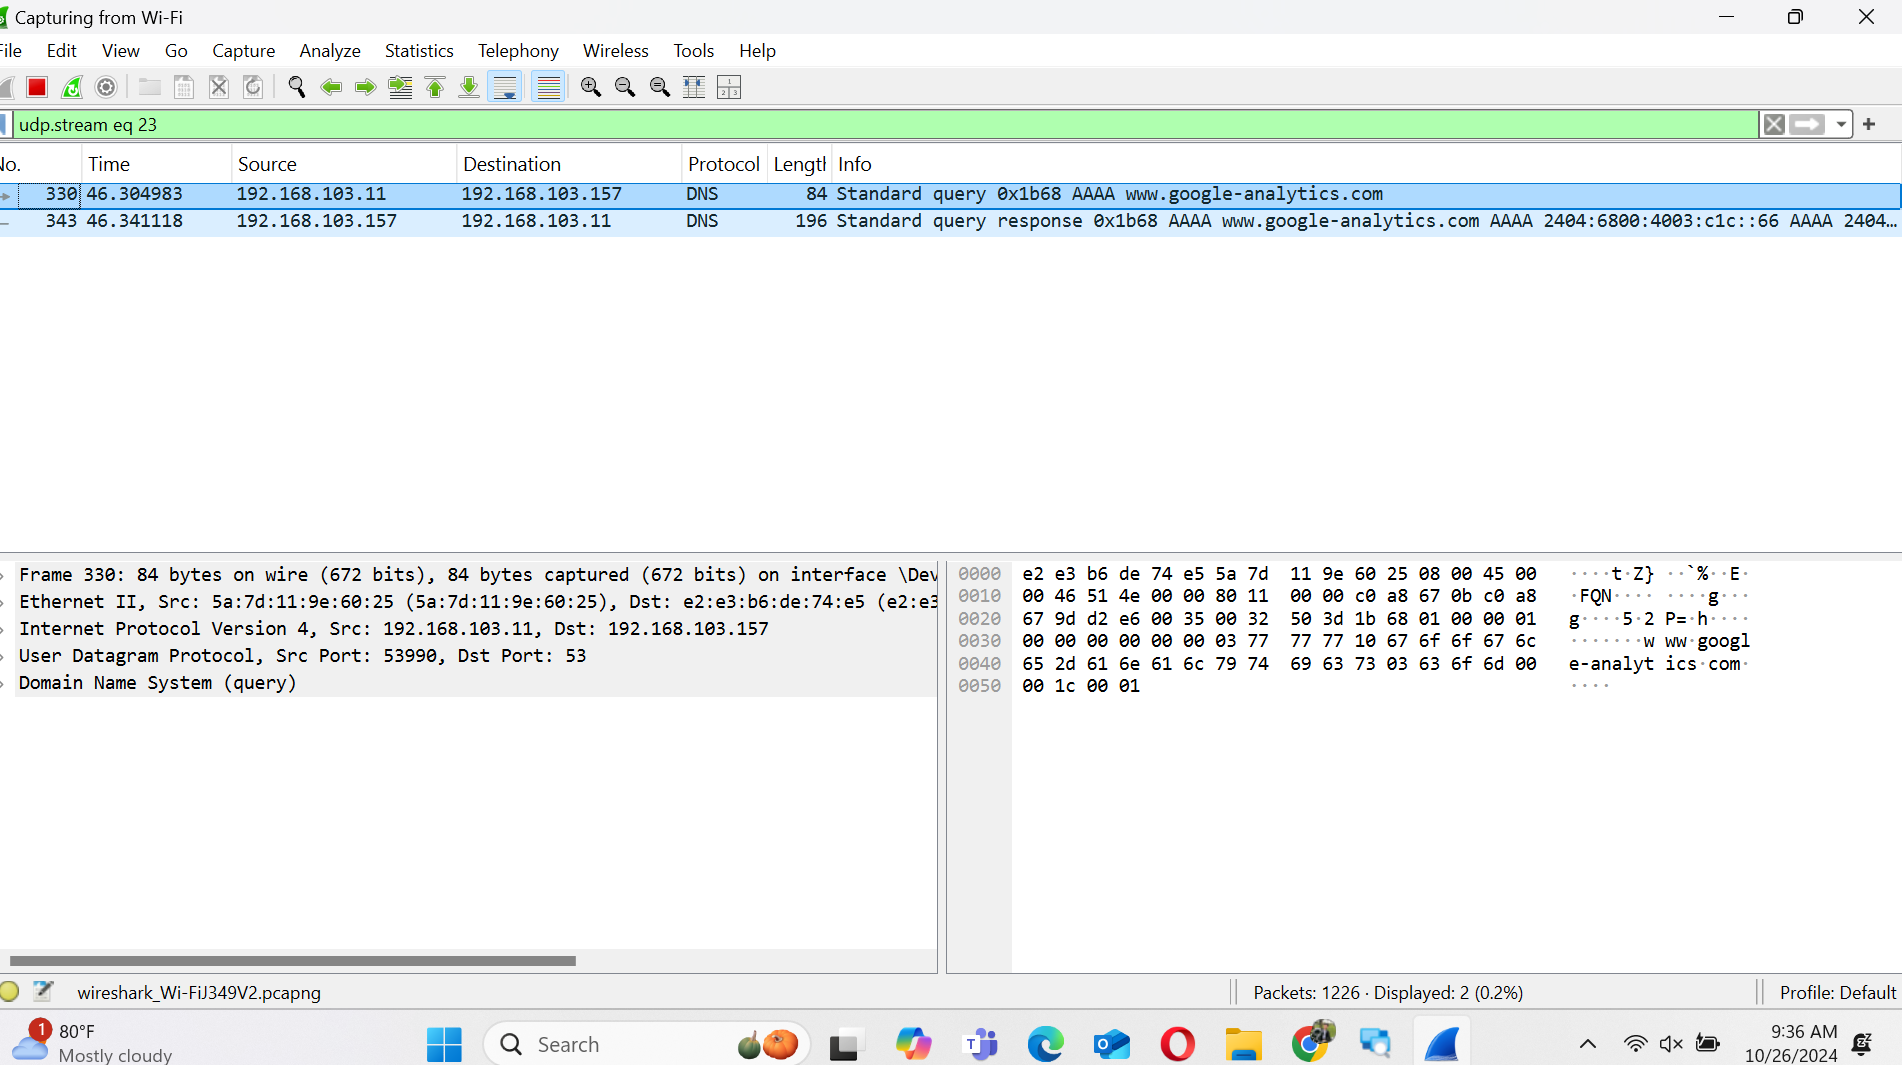 Capturing from Wi-Fi
File Edit View Go Capture Analyze Statistics Telephony Wireless Tools Help
udp.stream eq 23
No. Time Source Destination Protocol Length Info
330 46.304983 192.168.103.11 192.168.103.157 DNS 84 Standard query 0x1b68 AAAA www.google-analytics.com
343 46.341118 192.168.103.157 192.168.103.11 DNS 196 Standard query response 0x1b68 AAAA www.google-analytics.com AAAA 2404:6800:4003:c1c::66 AAAA 2404…
Frame 330: 84 bytes on wire (672 bits), 84 bytes captured (672 bits) on interface \Dev
Ethernet II, Src: 5a:7d:11:9e:60:25 (5a:7d:11:9e:60:25), Dst: e2:e3:b6:de:74:e5 (e2:e3
Internet Protocol Version 4, Src: 192.168.103.11, Dst: 192.168.103.157
User Datagram Protocol, Src Port: 53990, Dst Port: 53
Domain Name System (query)
0000 e2 e3 b6 de 74 e5 5a 7d 11 9e 60 25 08 00 45 00 ····t·Z} ··`%··E·
0010 00 46 51 4e 00 00 80 11 00 00 c0 a8 67 0b c0 a8 ·FQN···· ····g···
0020 67 9d d2 e6 00 35 00 32 50 3d 1b 68 01 00 00 01 g····5·2 P=·h····
0030 00 00 00 00 00 00 03 77 77 77 10 67 6f 6f 67 6c ·······w ww·googl
0040 65 2d 61 6e 61 6c 79 74 69 63 73 03 63 6f 6d 00 e-analyt ics·com·
0050 00 1c 00 01 ····
wireshark_Wi-FiJ349V2.pcapng
Packets: 1226 · Displayed: 2 (0.2%)
Profile: Default
1
80°F
Mostly cloudy
Search
9:36 AM
10/26/2024